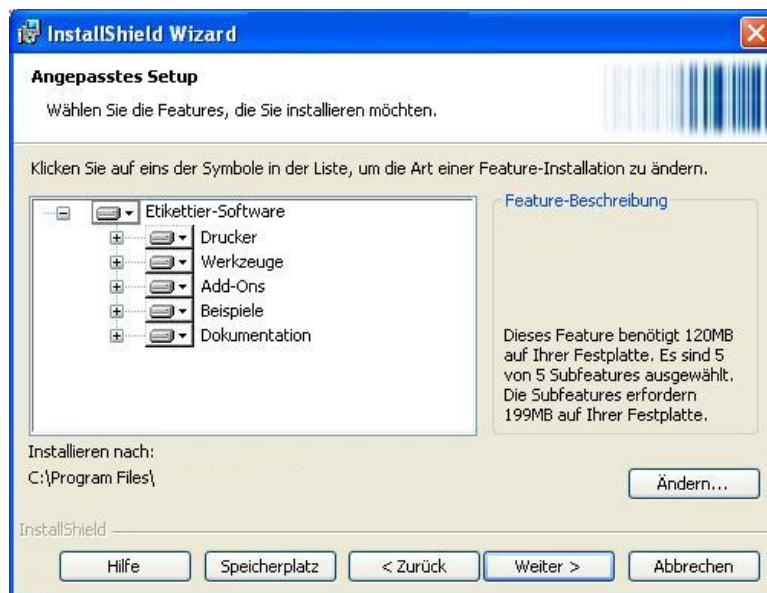 InstallShield Wizard
Angepasstes Setup
Wählen Sie die Features, die Sie installieren möchten.
Klicken Sie auf eins der Symbole in der Liste, um die Art einer Feature-Installation zu ändern.
Etikettier-Software
Drucker
Werkzeuge
Add-Ons
Beispiele
Dokumentation
Feature-Beschreibung
Dieses Feature benötigt 120MB
auf Ihrer Festplatte. Es sind 5
von 5 Subfeatures ausgewählt.
Die Subfeatures erfordern
199MB auf Ihrer Festplatte.
Installieren nach:
C:\Program Files\
Ändern...
InstallShield
Hilfe
Speicherplatz
< Zurück
Weiter >
Abbrechen